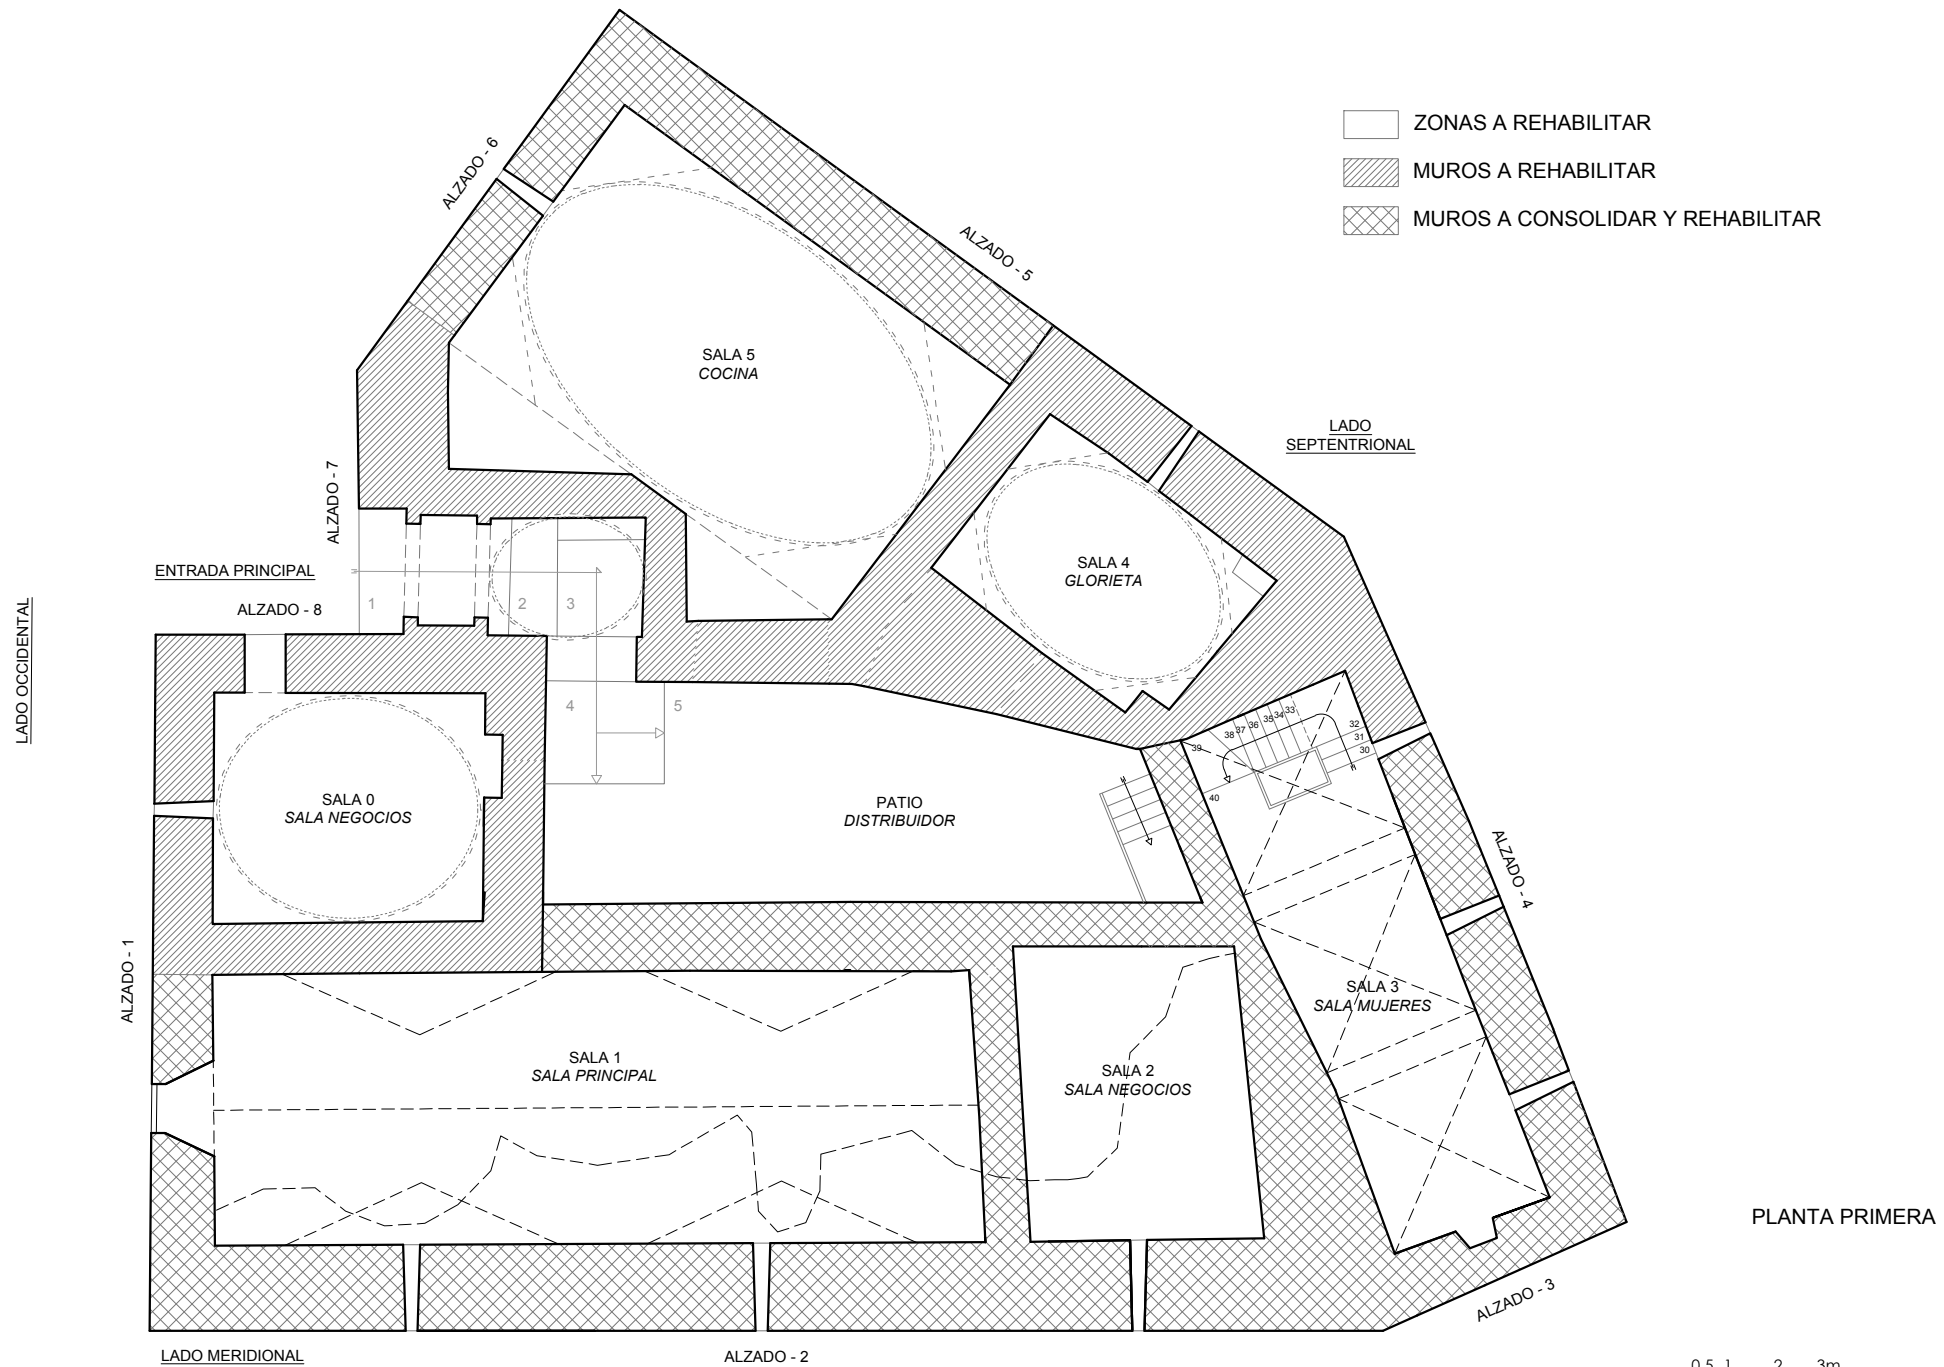 ZONAS A REHABILITAR
MUROS A REHABILITAR
MUROS A CONSOLIDAR Y REHABILITAR
ALZADO - 6
ALZADO - 5
SALA 5
COCINA
LADO
SEPTENTRIONAL
ALZADO - 7
SALA 4
GLORIETA
ENTRADA PRINCIPAL
ALZADO - 8
1
2
3
4
5
LADO OCCIDENTAL
SALA 0
SALA NEGOCIOS
PATIO
DISTRIBUIDOR
30
31
32
33
34
35
36
37
38
39
40
ALZADO - 4
ALZADO - 1
SALA 3
SALA MUJERES
SALA 1
SALA PRINCIPAL
SALA 2
SALA NEGOCIOS
PLANTA PRIMERA
ALZADO - 3
LADO MERIDIONAL
ALZADO - 2
0.5 1 2 3m